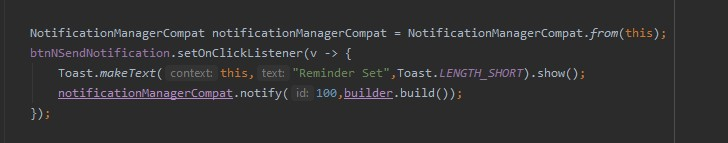 NotificationManagerCompat notificationManagerCompat = NotificationManagerCompat.from(this);
btnNSendNotification.setOnClickListener(v -> {
Toast.makeText( context: this, text: "Reminder Set",Toast.LENGTH_SHORT).show();
notificationManagerCompat.notify( id: 100,builder.build());
});